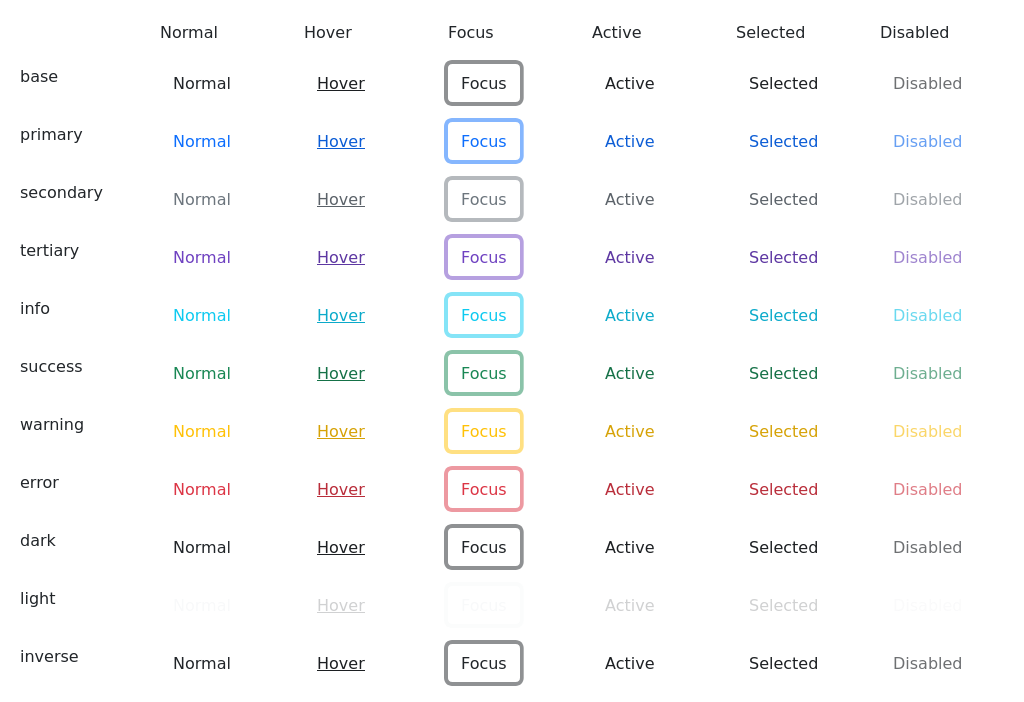 Normal Hover Focus Active Selected Disabled
base Normal Hover Focus Active Selected Disabled
primary Normal Hover Focus Active Selected Disabled
secondary Normal Hover Focus Active Selected Disabled
tertiary Normal Hover Focus Active Selected Disabled
info Normal Hover Focus Active Selected Disabled
success Normal Hover Focus Active Selected Disabled
warning Normal Hover Focus Active Selected Disabled
error Normal Hover Focus Active Selected Disabled
dark Normal Hover Focus Active Selected Disabled
light Normal Hover Focus Active Selected Disabled
inverse Normal Hover Focus Active Selected Disabled